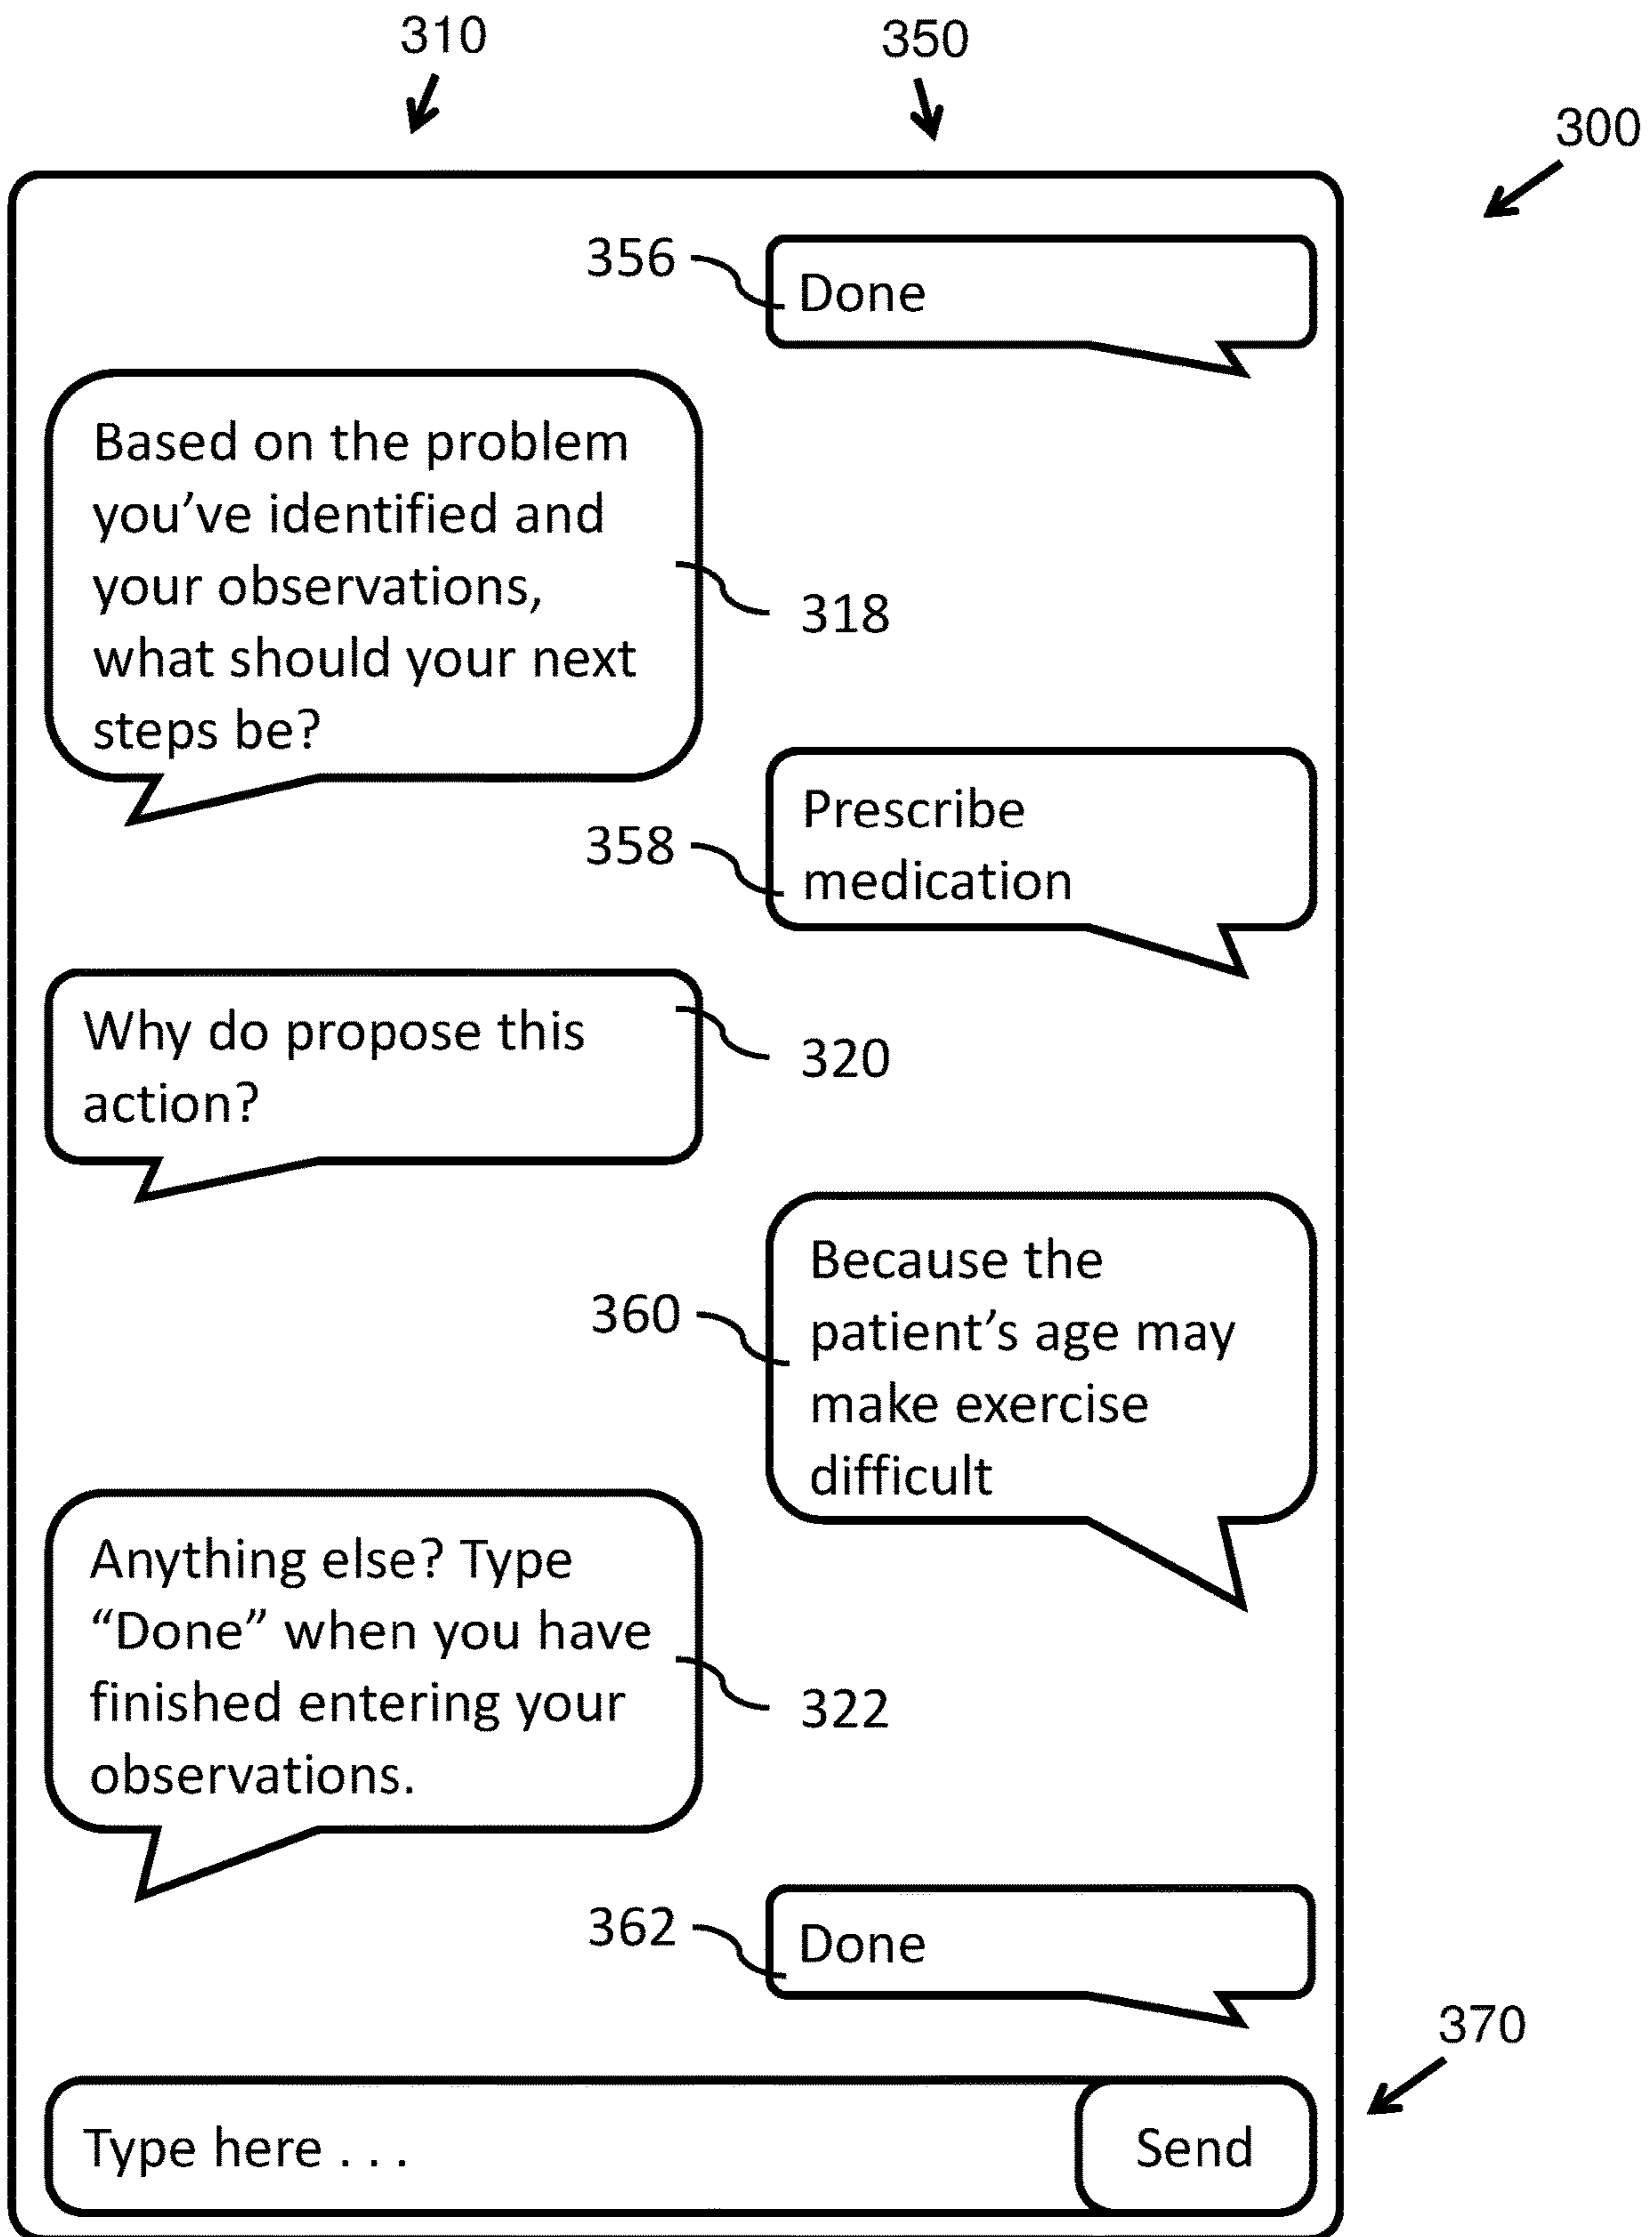 310
350
300
356
Done
Based on the problem
you’ve identified and
your observations,
what should your next
steps be?
318
Prescribe
medication
358
Why do propose this
action?
320
Because the
patient’s age may
make exercise
difficult
360
Anything else? Type
“Done” when you have
finished entering your
observations.
322
362
Done
370
Type here . . .
Send